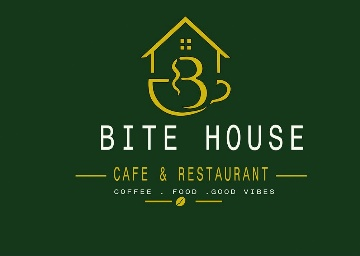 B
BITE HOUSE
CAFE & RESTAURANT
COFFEE . FOOD .GOOD VIBES